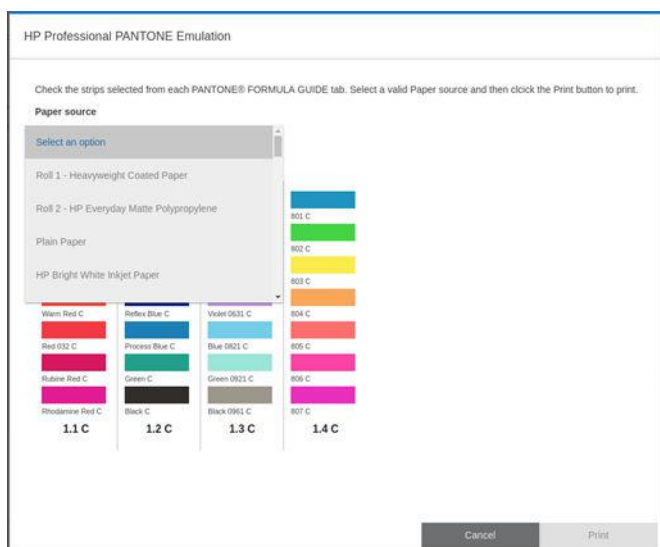 HP Professional PANTONE Emulation
Check the strips selected from each PANTONE® FORMULA GUIDE tab. Select a valid Paper source and then clcick the Print button to print.
Paper source
Select an option
Roll 1 - Heavyweight Coated Paper
Roll 2 - HP Everyday Matte Polypropylene
Plain Paper
HP Bright White Inkjet Paper
801 C
802 C
803 C
Warm Red C Reflex Blue C Violet 0631 C 804 C
Red 032 C Process Blue C Blue 0821 C 805 C
Rubine Red C Green C Green 0921 C 806 C
Rhodamine Red C Black C Black 0961 C 807 C
1.1 C 1.2 C 1.3 C 1.4 C
Cancel Print